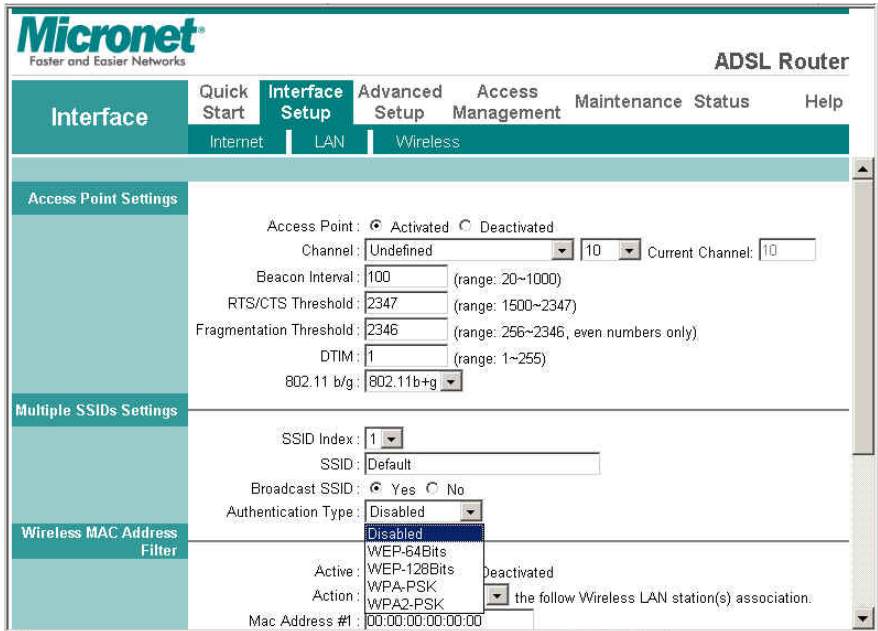 Micronet
Faster and Easier Networks
ADSL Router
Interface
Quick Start
Interface Setup
Advanced Setup
Access Management
Maintenance
Status
Help
Internet
LAN
Wireless
Access Point Settings
Access Point : Activated Deactivated
Channel : Undefined 10 Current Channel: 10
Beacon Interval : 100 (range: 20~1000)
RTS/CTS Threshold : 2347 (range: 1500~2347)
Fragmentation Threshold : 2346 (range: 256~2346, even numbers only)
DTIM : 1 (range: 1~255)
802.11 b/g : 802.11b+g
Multiple SSIDs Settings
SSID Index : 1
SSID : Default
Broadcast SSID : Yes No
Authentication Type : Disabled
Disabled
WEP-64Bits
WEP-128Bits
WPA-PSK
WPA2-PSK
Wireless MAC Address Filter
Active : Deactivated
Action : the follow Wireless LAN station(s) association.
Mac Address #1 : 00:00:00:00:00:00